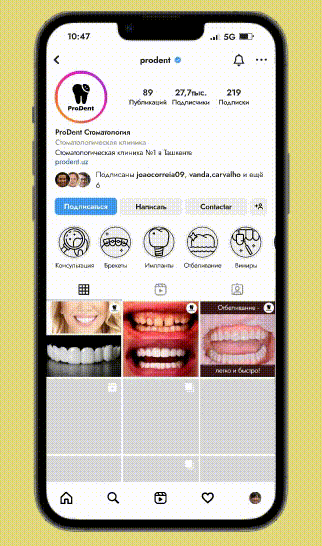 10:47
5G
prodent
ProDent
89
27,7тыс.
219
Публикаций
Подписчики
Подписки
ProDent Стоматология
Стоматологическая клиника
Стоматологическая клиника №1 в Ташкенте
prodent.uz
Подписаны joaocorreia09, vanda.carvalho и ещё
6
Подписаться
Написать
Contactar
Консультация
Брекеты
Импланты
Отбеливание
Виниры
Отбеливание -
легко и быстро!